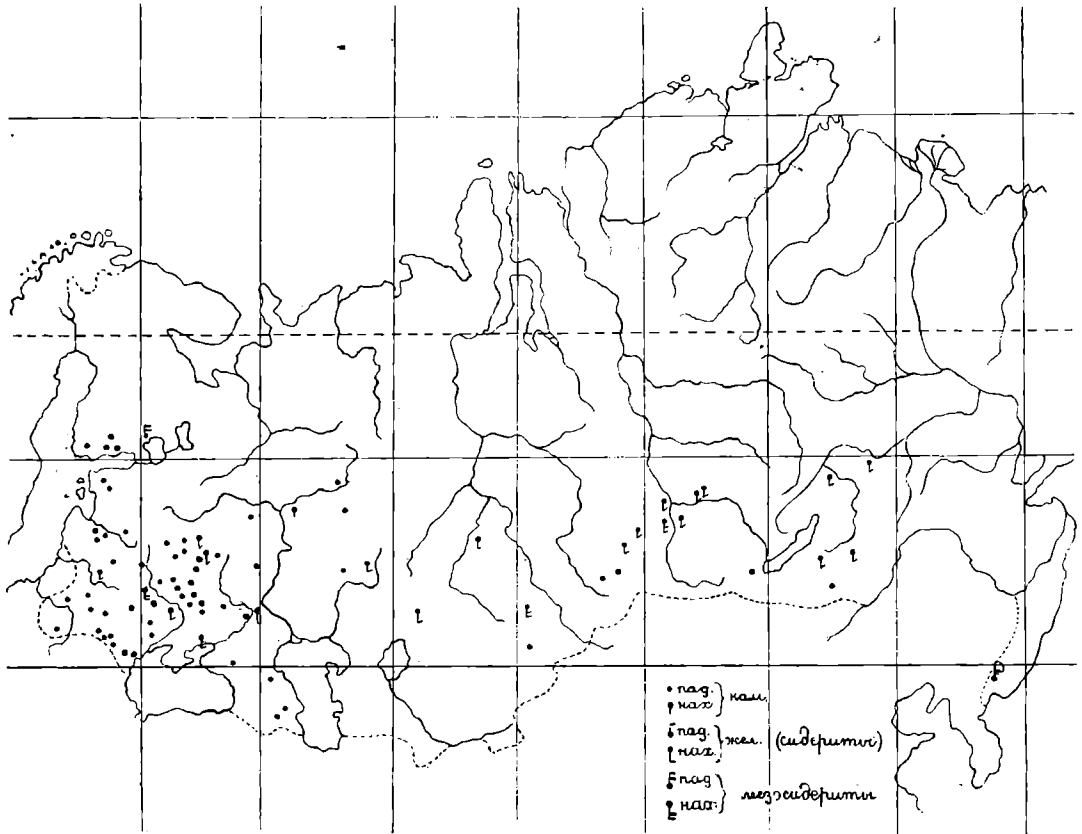 пад.
нах } кам.
пад.
нах. } жел. (сидериты)
пад
нах. } мезосидериты